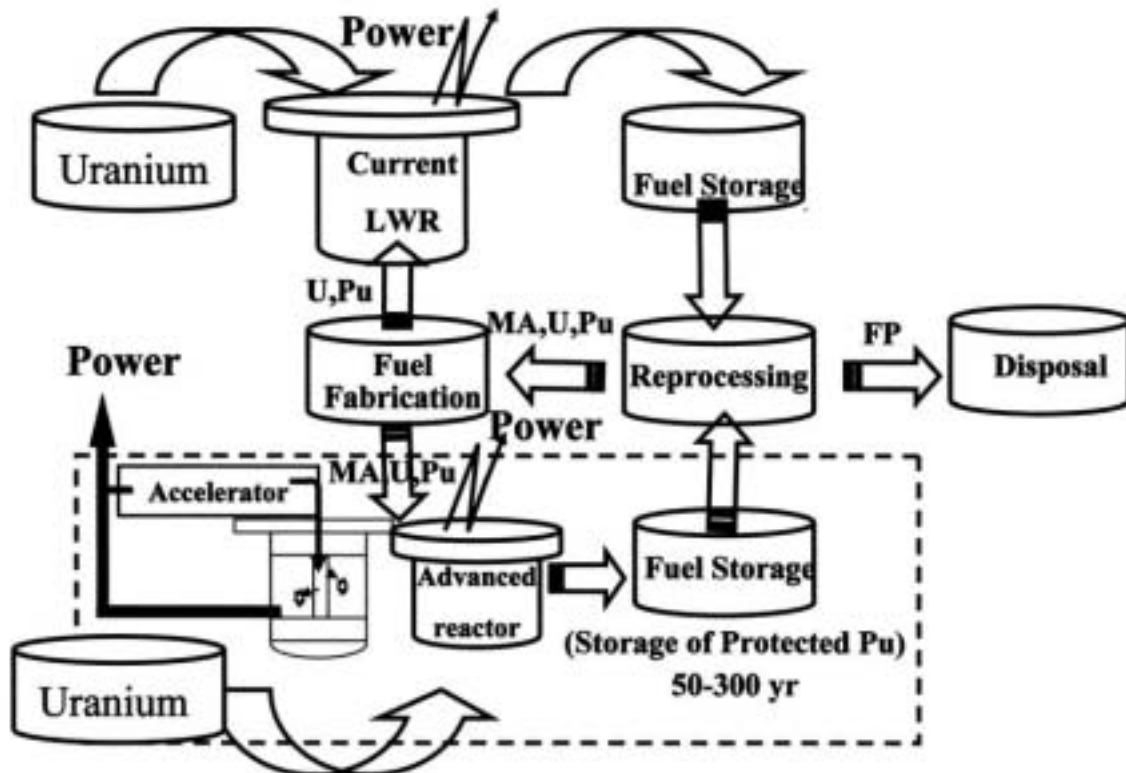 Power
Uranium
Current
LWR
Fuel Storage
U,Pu
MA,U,Pu
FP
Power
Fuel
Fabrication
Reprocessing
Disposal
Power
MA,U,Pu
Accelerator
Advanced
reactor
Fuel Storage
(Storage of Protected Pu)
50-300 yr
Uranium